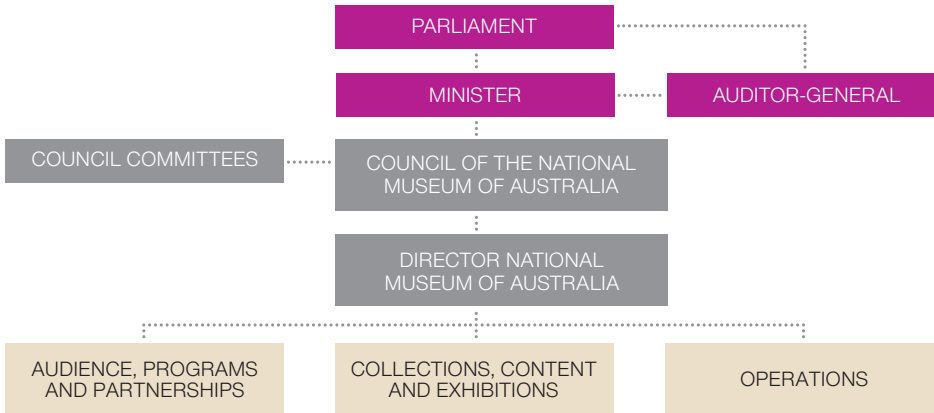 PARLIAMENT
MINISTER
AUDITOR-GENERAL
COUNCIL COMMITTEES
COUNCIL OF THE NATIONAL
MUSEUM OF AUSTRALIA
DIRECTOR NATIONAL
MUSEUM OF AUSTRALIA
AUDIENCE, PROGRAMS
AND PARTNERSHIPS
COLLECTIONS, CONTENT
AND EXHIBITIONS
OPERATIONS